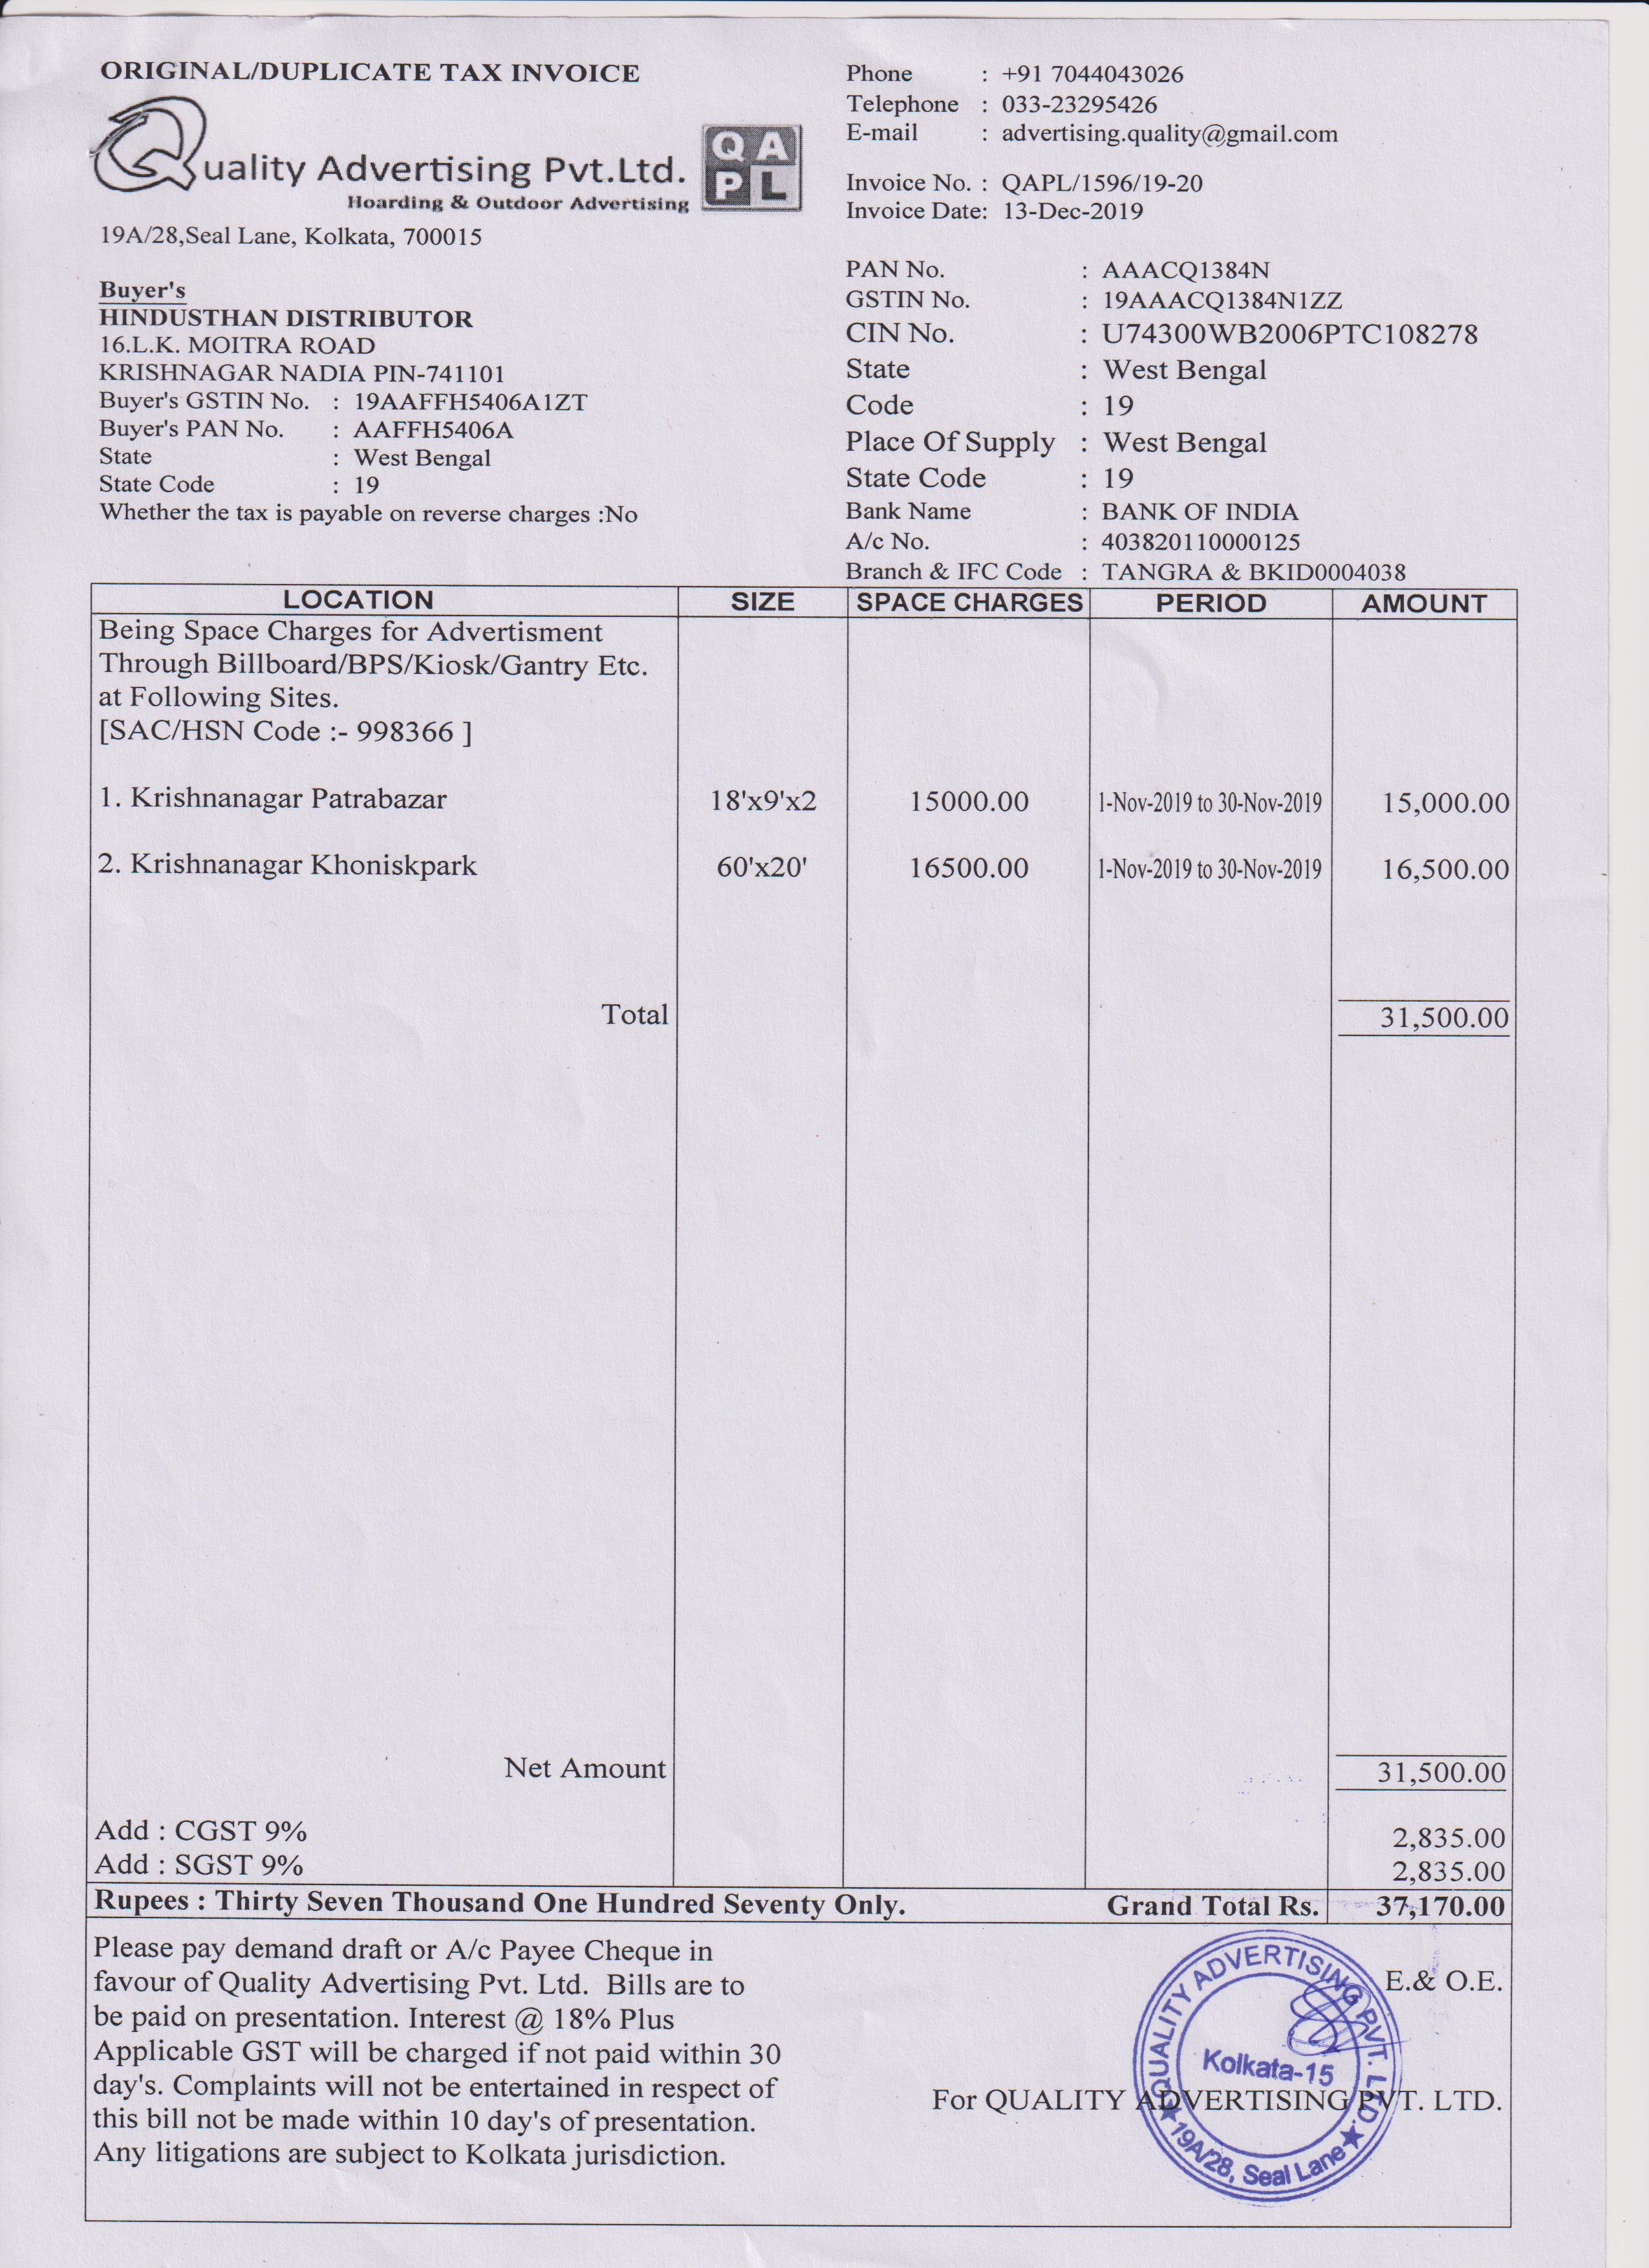 ORIGINAL/DUPLICATE TAX INVOICE
Quality Advertising Pvt.Ltd.
Hoarding & Outdoor Advertising
QA
PL
19A/28,Seal Lane, Kolkata, 700015
Phone : +91 7044043026
Telephone : 033-23295426
E-mail : advertising.quality@gmail.com
Invoice No. : QAPL/1596/19-20
Invoice Date: 13-Dec-2019
Buyer's
HINDUSTHAN DISTRIBUTOR
16.L.K. MOITRA ROAD
KRISHNAGAR NADIA PIN-741101
Buyer's GSTIN No. : 19AAFFH5406A1ZT
Buyer's PAN No. : AAFFH5406A
State : West Bengal
State Code : 19
Whether the tax is payable on reverse charges :No
PAN No. : AAACQ1384N
GSTIN No. : 19AAACQ1384N1ZZ
CIN No. : U74300WB2006PTC108278
State : West Bengal
Code : 19
Place Of Supply : West Bengal
State Code : 19
Bank Name : BANK OF INDIA
A/c No. : 403820110000125
Branch & IFC Code : TANGRA & BKID0004038
LOCATION SIZE SPACE CHARGES PERIOD AMOUNT
Being Space Charges for Advertisment
Through Billboard/BPS/Kiosk/Gantry Etc.
at Following Sites.
[SAC/HSN Code :- 998366 ]
1. Krishnanagar Patrabazar 18'x9'x2 15000.00 1-Nov-2019 to 30-Nov-2019 15,000.00
2. Krishnanagar Khoniskpark 60'x20' 16500.00 1-Nov-2019 to 30-Nov-2019 16,500.00
Total 31,500.00
Net Amount 31,500.00
Add : CGST 9% 2,835.00
Add : SGST 9% 2,835.00
Rupees : Thirty Seven Thousand One Hundred Seventy Only. Grand Total Rs. 37,170.00
Please pay demand draft or A/c Payee Cheque in
favour of Quality Advertising Pvt. Ltd. Bills are to
be paid on presentation. Interest @ 18% Plus
Applicable GST will be charged if not paid within 30
day's. Complaints will not be entertained in respect of
this bill not be made within 10 day's of presentation.
Any litigations are subject to Kolkata jurisdiction.
E.& O.E.
For QUALITY ADVERTISING PVT. LTD.
★QUALITY ADVERTISING PVT. LTD.★
Kolkata-15
19A/28, Seal Lane